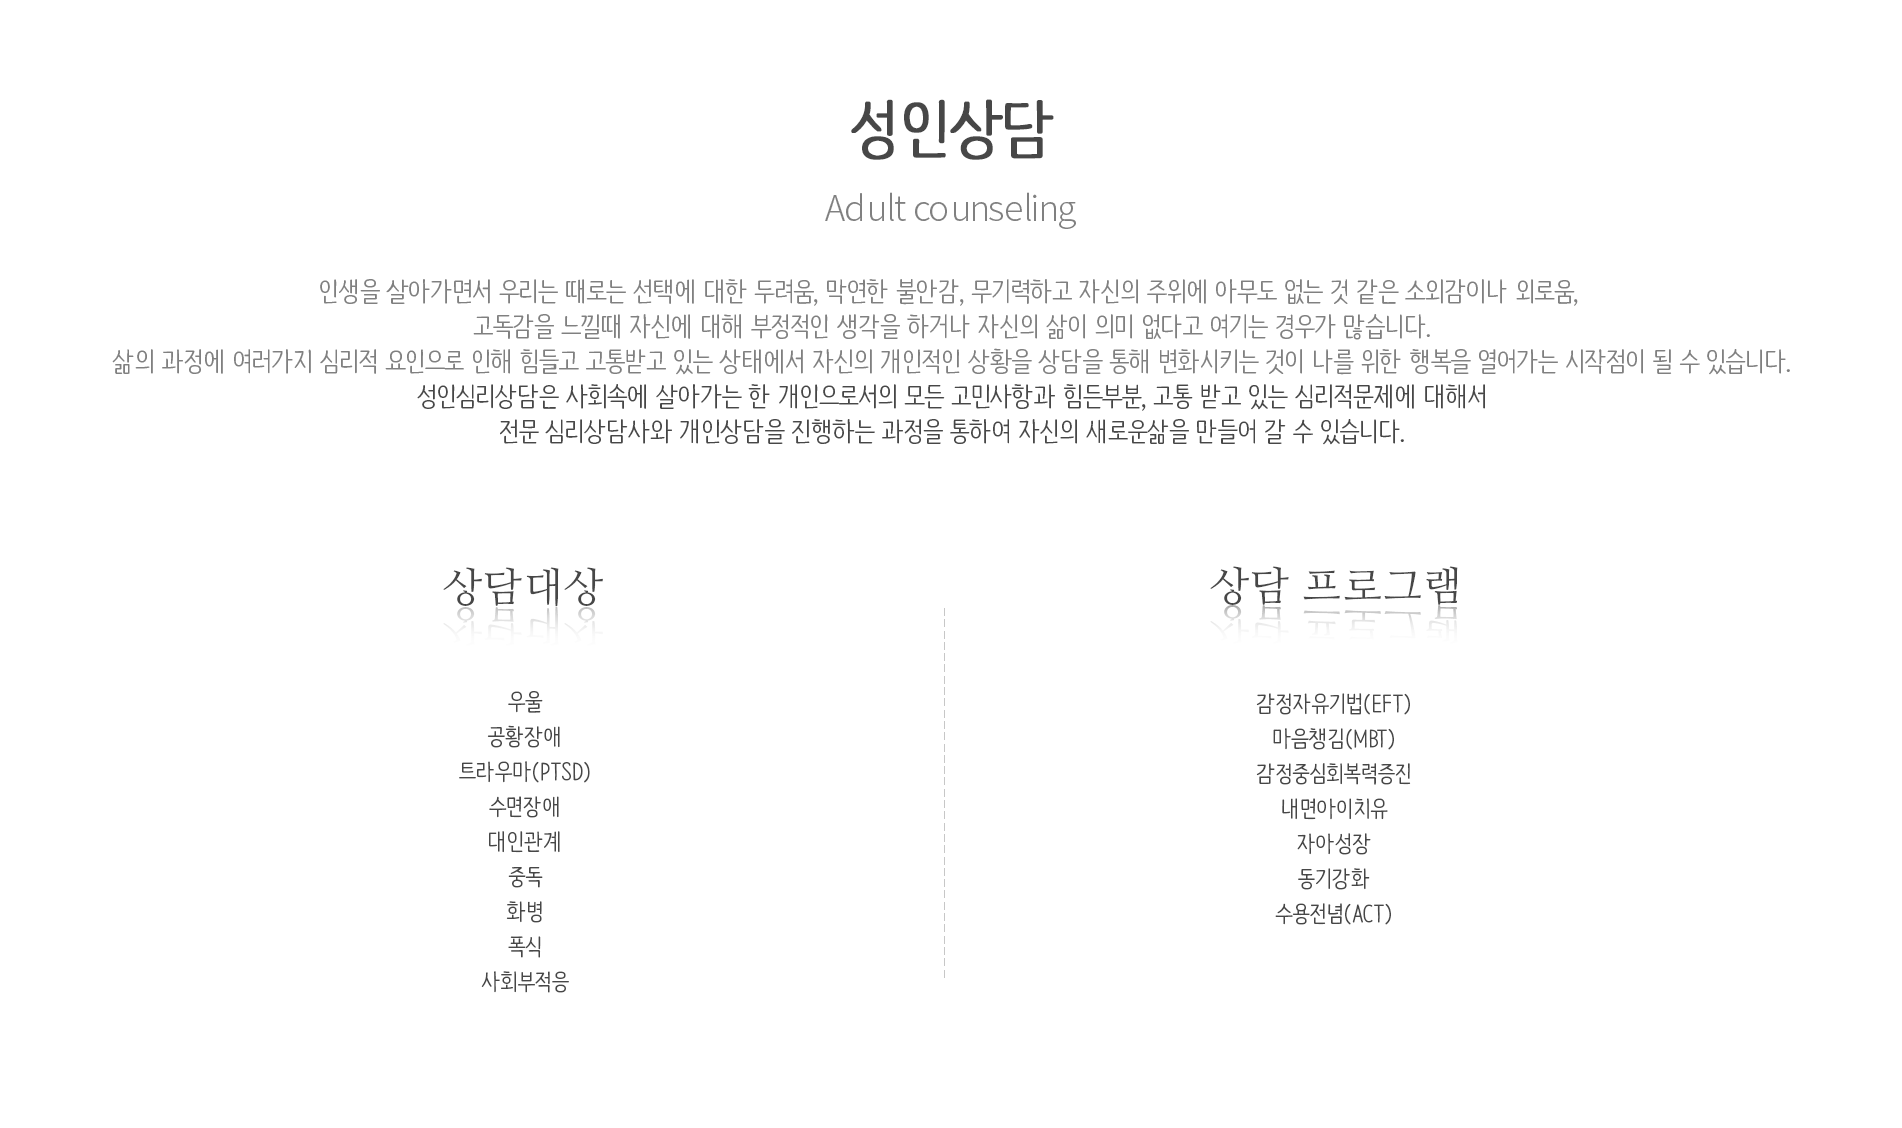 성인상담
Adult counseling
인생을 살아가면서 우리는 때로는 선택에 대한 두려움, 막연한 불안감, 무기력하고 자신의 주위에 아무도 없는 것 같은 소외감이나 외로움,
고독감을 느낄때 자신에 대해 부정적인 생각을 하거나 자신의 삶이 의미 없다고 여기는 경우가 많습니다.
삶의 과정에 여러가지 심리적 요인으로 인해 힘들고 고통받고 있는 상태에서 자신의 개인적인 상황을 상담을 통해 변화시키는 것이 나를 위한 행복을 열어가는 시작점이 될 수 있습니다.
성인심리상담은 사회속에 살아가는 한 개인으로서의 모든 고민사항과 힘든부분, 고통 받고 있는 심리적문제에 대해서
전문 심리상담사와 개인상담을 진행하는 과정을 통하여 자신의 새로운삶을 만들어 갈 수 있습니다.
상담대상
우울
공황장애
트라우마(PTSD)
수면장애
대인관계
중독
화병
폭식
사회부적응
상담 프로그램
감정자유기법(EFT)
마음챙김(MBT)
감정중심회복력증진
내면아이치유
자아성장
동기강화
수용전념(ACT)